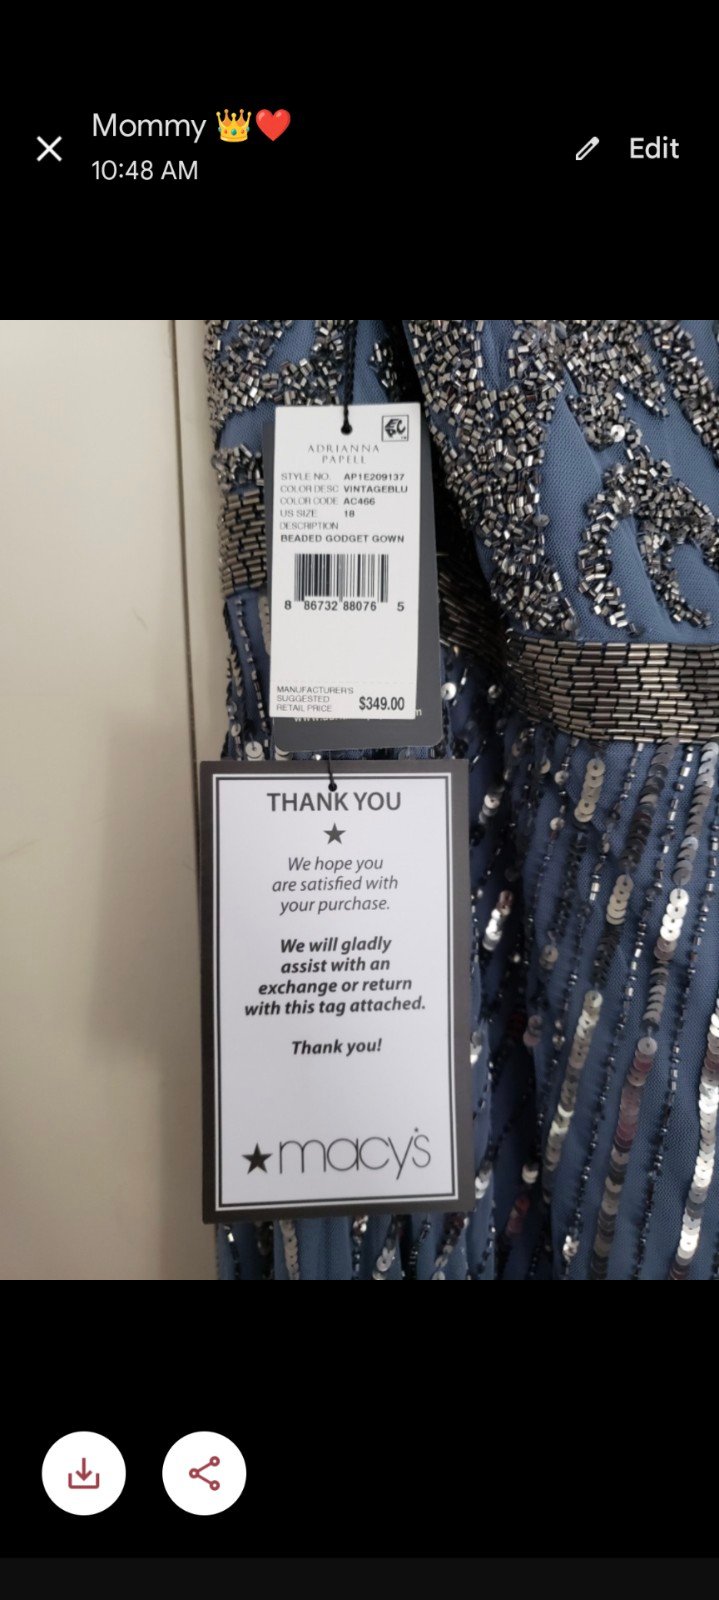 Mommy 👑❤️
10:48 AM
Edit
ADRIANNA
PAPELL
STYLE NO. AP1E209137
COLOR DESC VINTAGEBLU
COLOR CODE AC466
US SIZE 18
DESCRIPTION
BEADED GODGET GOWN
8 86732 88076 5
MANUFACTURER'S
SUGGESTED
RETAIL PRICE $349.00
THANK YOU
We hope you
are satisfied with
your purchase.
We will gladly
assist with an
exchange or return
with this tag attached.
Thank you!
macy's